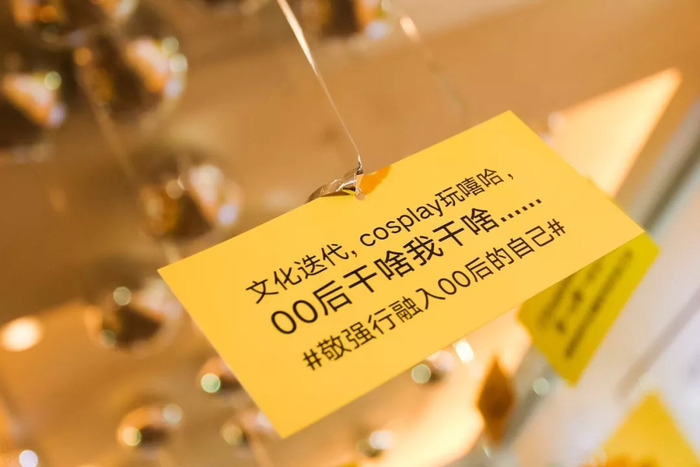 文化迭代, cosplay玩嘻哈,
00后干啥我干啥......
#敬强行融入00后的自己#